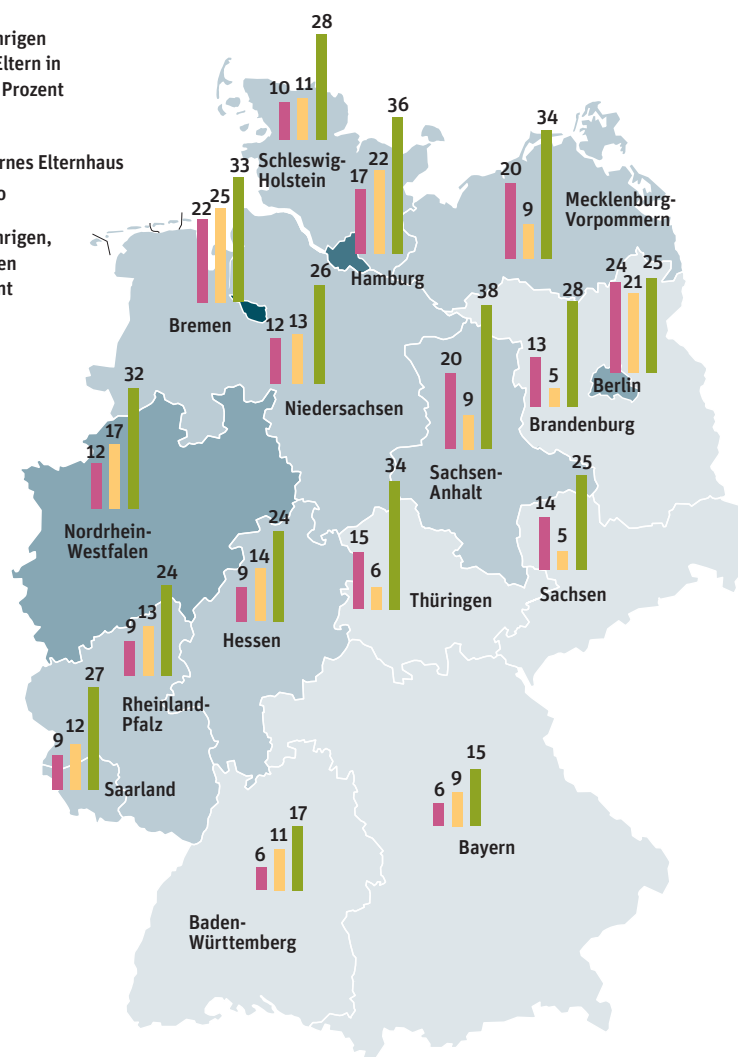 hrigen
Eltern in
Prozent
rnes Elternhaus
hrigen,
en
nt
10 11 28
Schleswig-
Holstein
17 22 36
Hamburg
20 9 34
Mecklenburg-
Vorpommern
22 25 33
Bremen
12 13 26
Niedersachsen
24 21 25
Berlin
13 5 28
Brandenburg
20 9 38
Sachsen-
Anhalt
12 17 32
Nordrhein-
Westfalen
9 14 24
Hessen
15 6 34
Thüringen
14 5 25
Sachsen
9 13 24
Rheinland-
Pfalz
9 12 27
Saarland
6 9 15
Bayern
6 11 17
Baden-
Württemberg